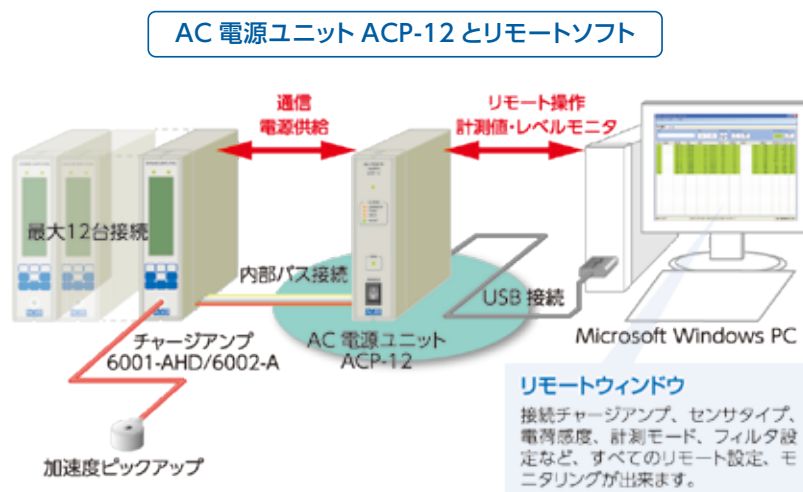 AC 電源ユニット ACP-12 とリモートソフト
通信
電源供給
リモート操作
計測値・レベルモニタ
最大12台接続
内部バス接続
USB 接続
チャージアンプ
6001-AHD/6002-A
AC 電源ユニット
ACP-12
Microsoft Windows PC
加速度ピックアップ
リモートウィンドウ
接続チャージアンプ、センサタイプ、
電荷感度、計測モード、フィルタ設
定など、すべてのリモート設定、モ
ニタリングが出来ます。